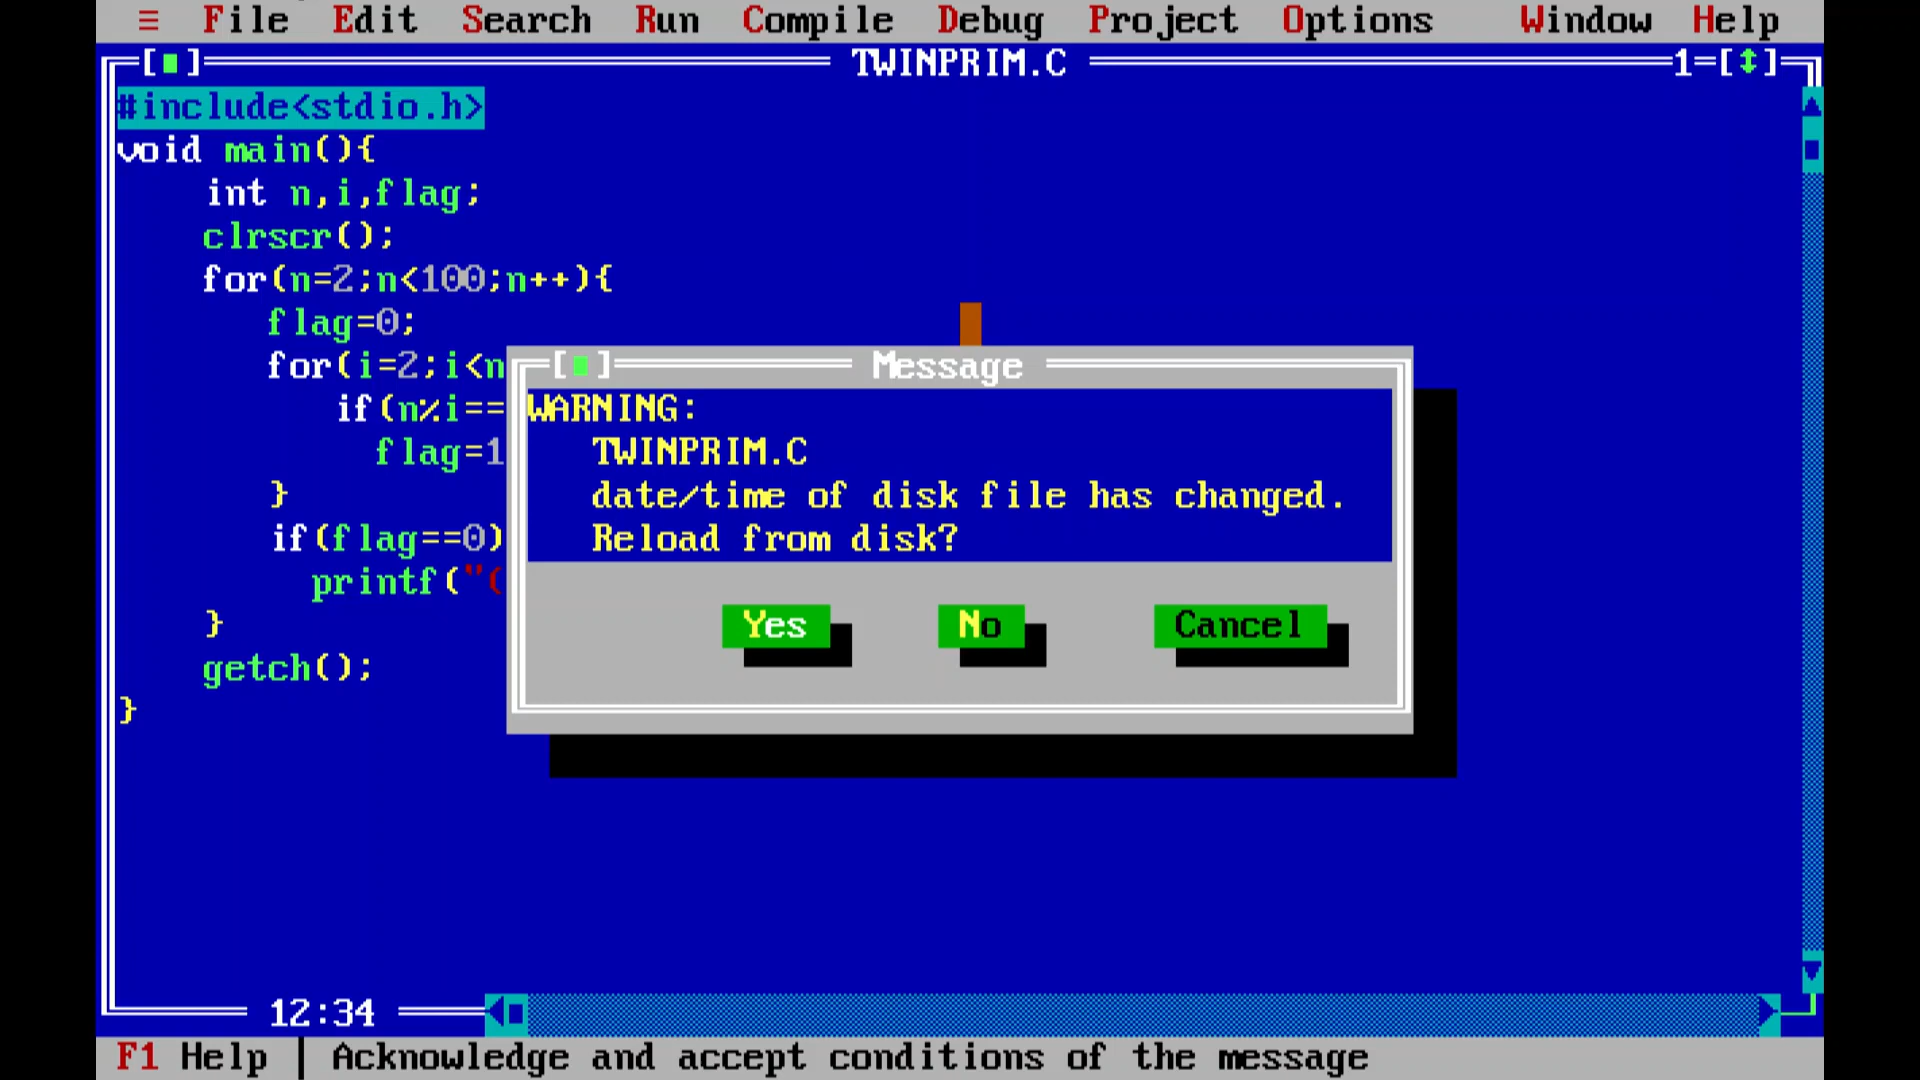 ≡ File Edit Search Run Compile Debug Project Options Window Help
[■] TWINPRIM.C 1=[↕]
#include<stdio.h>
void main(){
int n,i,flag;
clrscr();
for(n=2;n<100;n++){
flag=0;
for(i=2;i<n
if(n%i==
flag=1
}
if(flag==0)
printf("(
}
getch();
}
[■] Message
WARNING:
TWINPRIM.C
date/time of disk file has changed.
Reload from disk?
Yes No Cancel
12:34
F1 Help | Acknowledge and accept conditions of the message